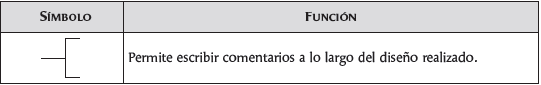 SÍMBOLO FUNCIÓN
Permite escribir comentarios a lo largo del diseño realizado.